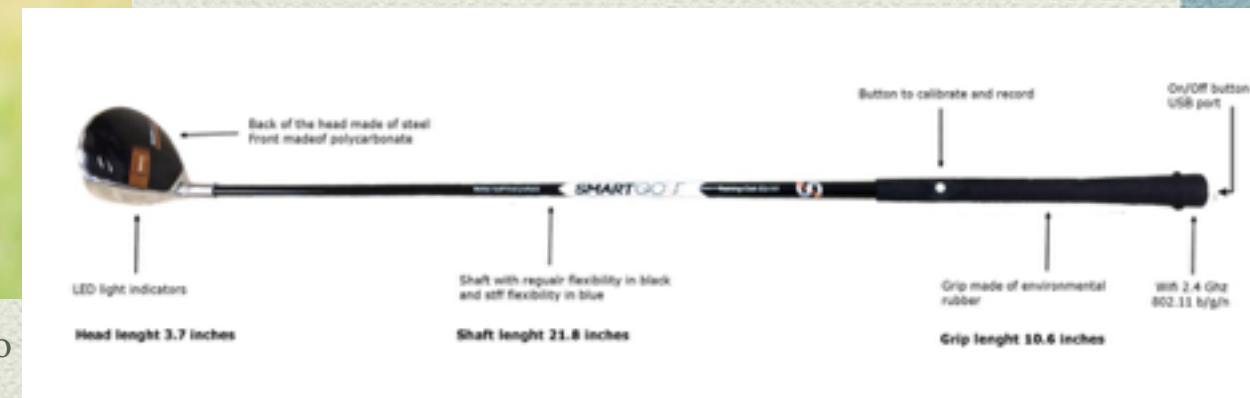 Button to calibrate and record
On/Off button
USB port
Back of the head made of steel
Front madeof polycarbonate
SMARTGO
LED light indicators
Shaft with regualr flexibility in black
and stff flexibility in blue
Grip made of environmental
rubber
Wifi 2.4 Ghz
802.11 b/g/n
Head lenght 3.7 inches
Shaft lenght 21.8 inches
Grip lenght 10.6 inches